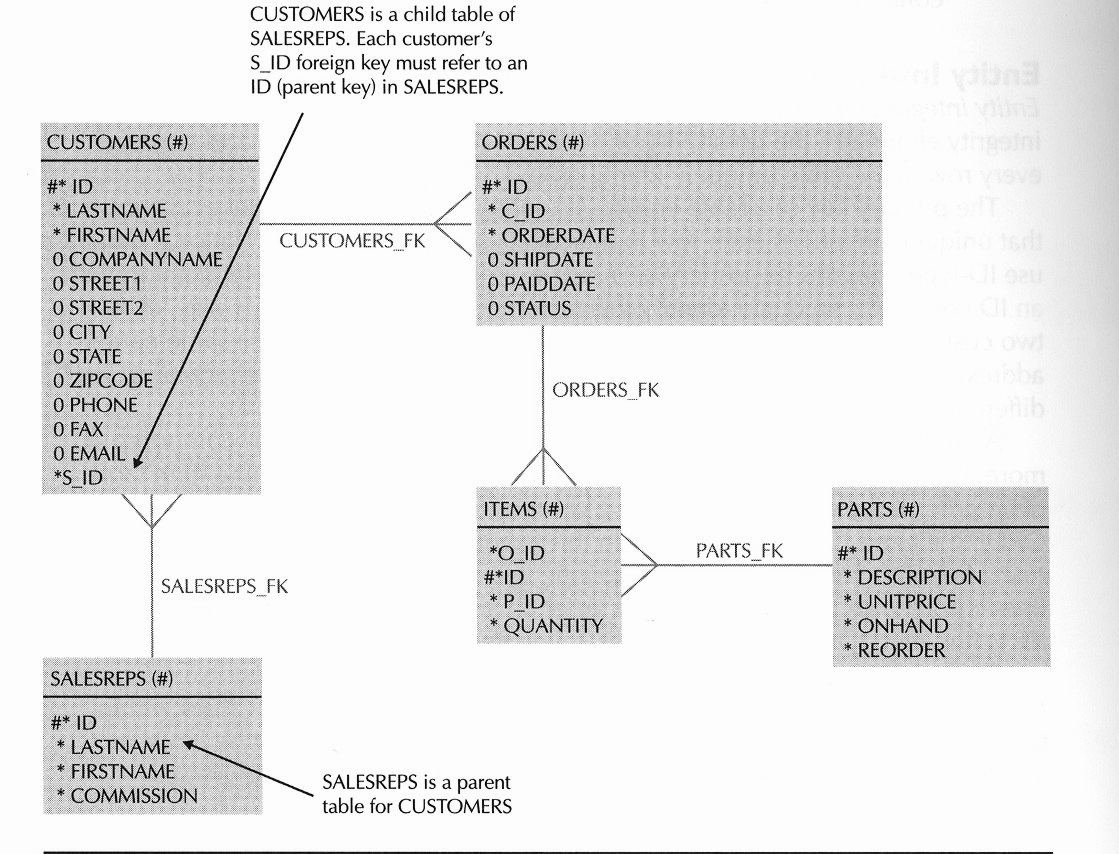 CUSTOMERS is a child table of
SALESREPS. Each customer's
S_ID foreign key must refer to an
ID (parent key) in SALESREPS.
CUSTOMERS (#)
#* ID
* LASTNAME
* FIRSTNAME
0 COMPANYNAME
0 STREET1
0 STREET2
0 CITY
0 STATE
0 ZIPCODE
0 PHONE
0 FAX
0 EMAIL
*S_ID
CUSTOMERS_FK
ORDERS (#)
#* ID
* C_ID
* ORDERDATE
0 SHIPDATE
0 PAIDDATE
0 STATUS
ORDERS_FK
ITEMS (#)
*O_ID
#*ID
* P_ID
* QUANTITY
PARTS_FK
PARTS (#)
#* ID
* DESCRIPTION
* UNITPRICE
* ONHAND
* REORDER
SALESREPS_FK
SALESREPS (#)
#* ID
* LASTNAME
* FIRSTNAME
* COMMISSION
SALESREPS is a parent
table for CUSTOMERS